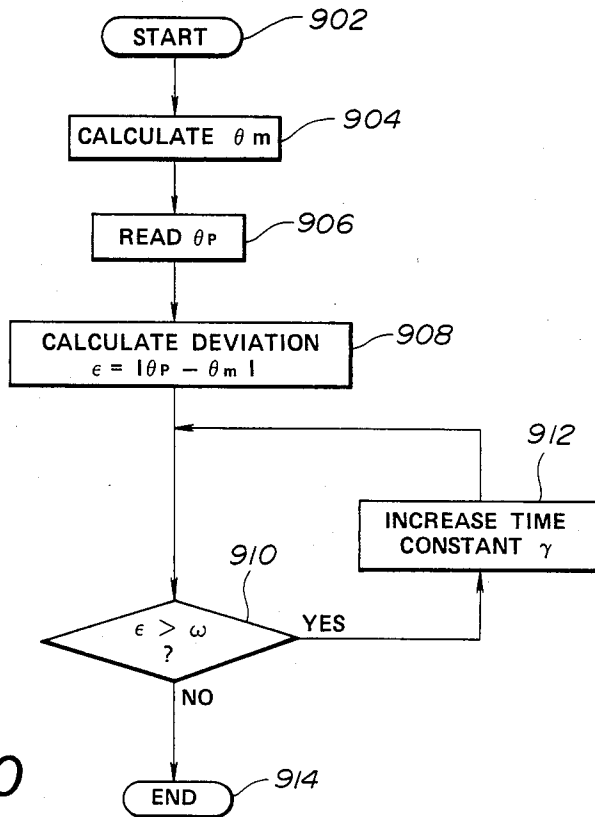 START
902
CALCULATE θm
904
READ θP
906
CALCULATE DEVIATION
ϵ = |θP − θm|
908
912
INCREASE TIME
CONSTANT γ
910
ϵ > ω
?
YES
NO
END
914